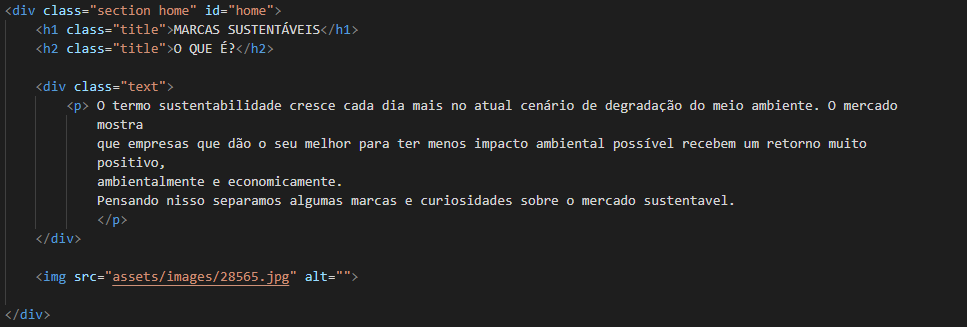 <div class="section home" id="home">
<h1 class="title">MARCAS SUSTENTÁVEIS</h1>
<h2 class="title">O QUE É?</h2>
<div class="text">
<p> O termo sustentabilidade cresce cada dia mais no atual cenário de degradação do meio ambiente. O mercado
mostra
que empresas que dão o seu melhor para ter menos impacto ambiental possível recebem um retorno muito
positivo,
ambientalmente e economicamente.
Pensando nisso separamos algumas marcas e curiosidades sobre o mercado sustentavel.
</p>
</div>
<img src="assets/images/28565.jpg" alt="">
</div>